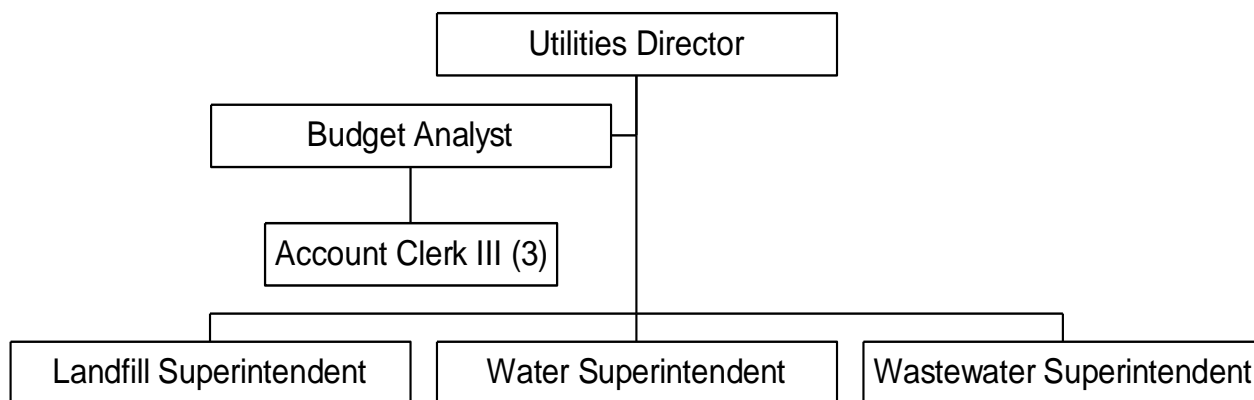 Utilities Director
Budget Analyst
Account Clerk III (3)
Landfill Superintendent
Water Superintendent
Wastewater Superintendent